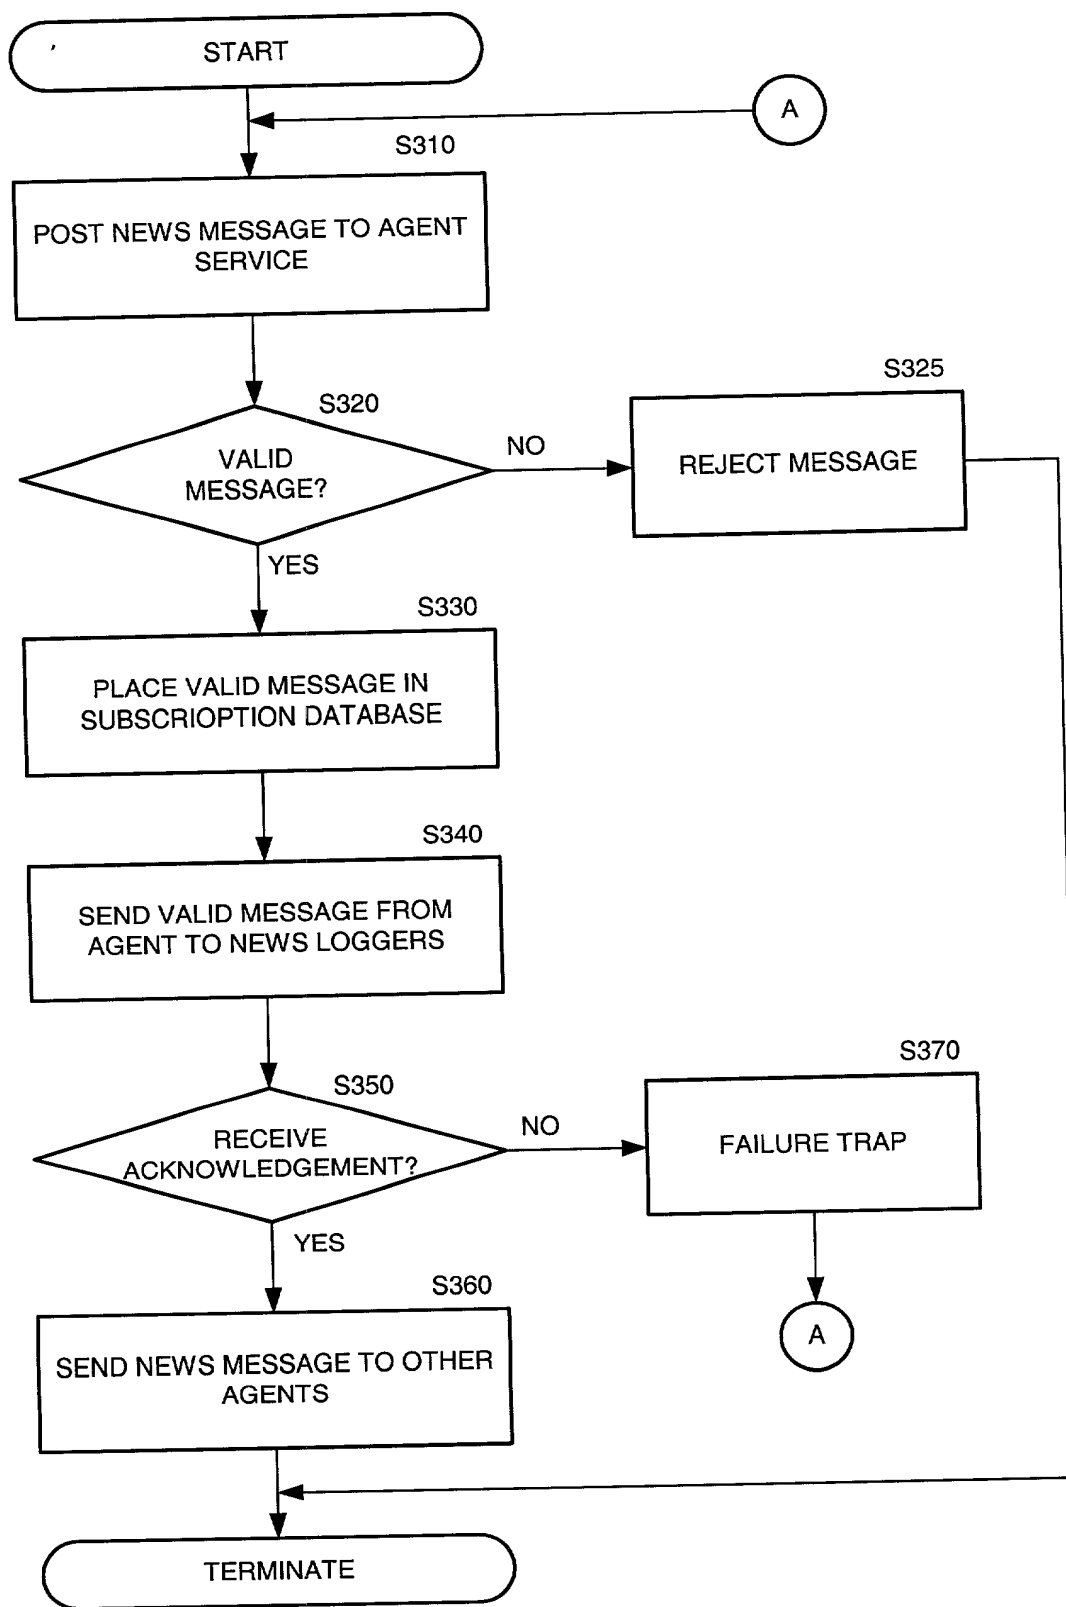 START
A
S310
POST NEWS MESSAGE TO AGENT
SERVICE
S325
S320
VALID
MESSAGE?
NO
REJECT MESSAGE
YES
S330
PLACE VALID MESSAGE IN
SUBSCRIOPTION DATABASE
S340
SEND VALID MESSAGE FROM
AGENT TO NEWS LOGGERS
S370
S350
RECEIVE
ACKNOWLEDGEMENT?
NO
FAILURE TRAP
YES
S360
A
SEND NEWS MESSAGE TO OTHER
AGENTS
TERMINATE